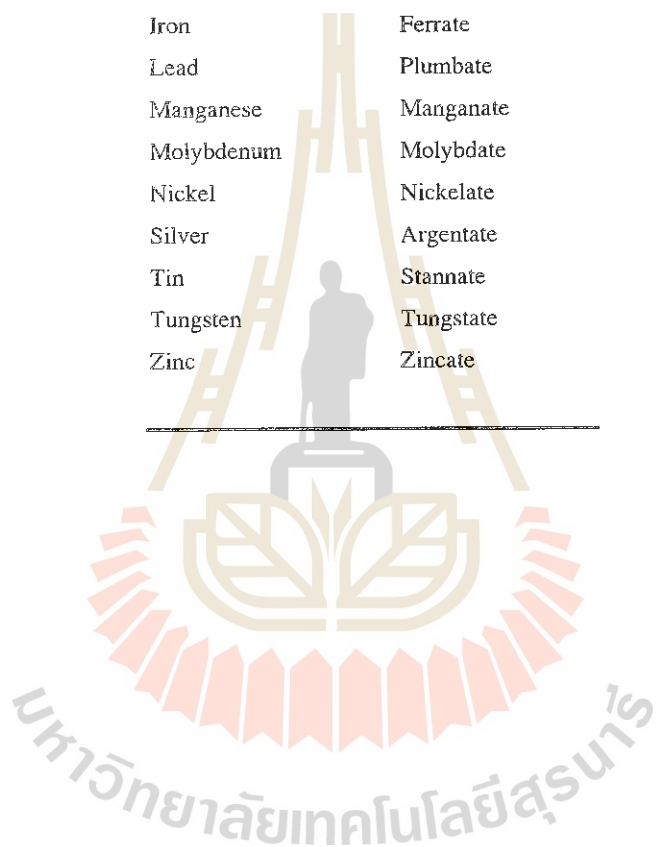 Iron Ferrate
Lead Plumbate
Manganese Manganate
Molybdenum Molybdate
Nickel Nickelate
Silver Argentate
Tin Stannate
Tungsten Tungstate
Zinc Zincate
มหาวิทยาลัยเทคโนโลยีสุรนารี